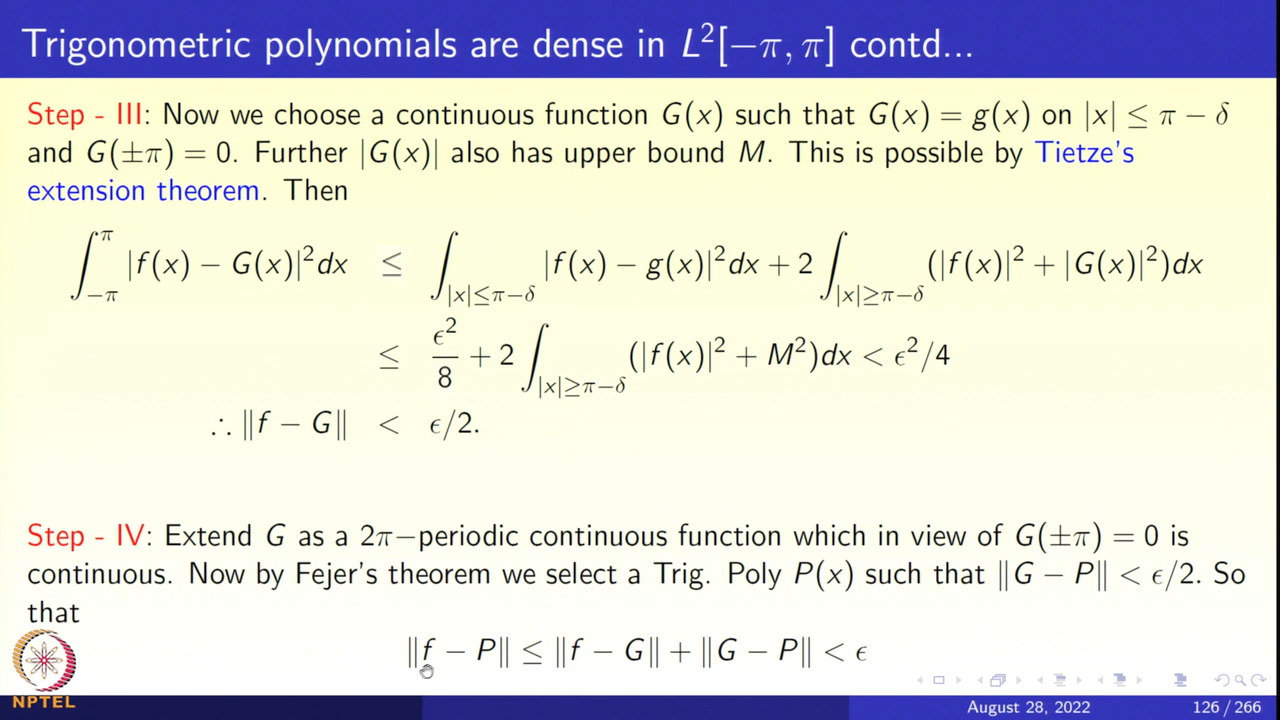 Trigonometric polynomials are dense in L²[−π, π] contd...
Step - III: Now we choose a continuous function G(x) such that G(x) = g(x) on |x| ≤ π − δ
and G(±π) = 0. Further |G(x)| also has upper bound M. This is possible by Tietze's
extension theorem. Then
∫_{−π}^{π} |f(x) − G(x)|²dx ≤ ∫_{|x|≤π−δ} |f(x) − g(x)|²dx + 2 ∫_{|x|≥π−δ} (|f(x)|² + |G(x)|²)dx
≤ ϵ²/8 + 2 ∫_{|x|≥π−δ} (|f(x)|² + M²)dx < ϵ²/4
∴ ‖f − G‖ < ϵ/2.
Step - IV: Extend G as a 2π−periodic continuous function which in view of G(±π) = 0 is
continuous. Now by Fejer's theorem we select a Trig. Poly P(x) such that ‖G − P‖ < ϵ/2. So
that
‖f − P‖ ≤ ‖f − G‖ + ‖G − P‖ < ϵ
NPTEL
August 28, 2022 126 / 266